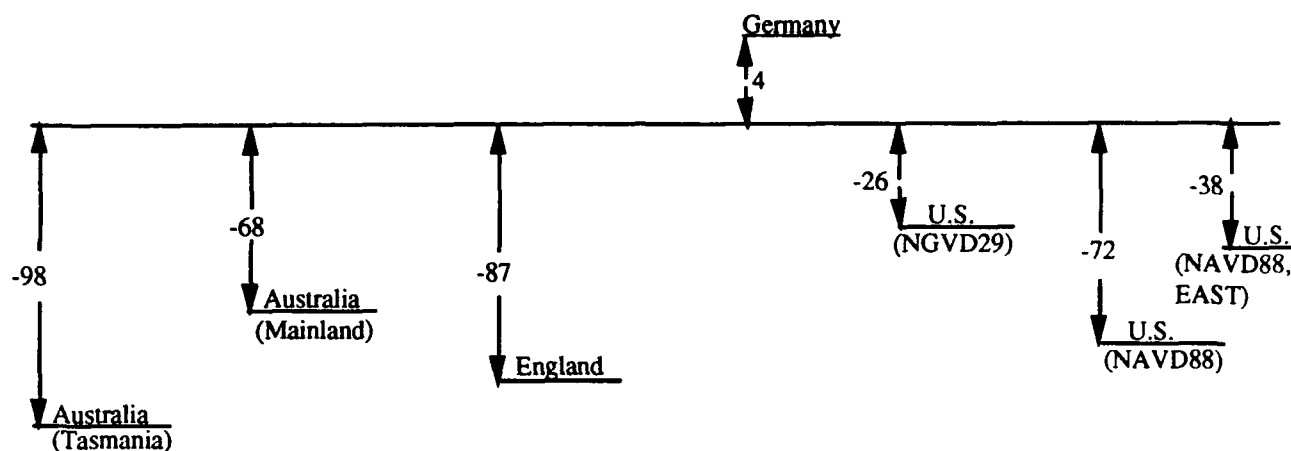 Germany
4
-26
-38
-68
U.S.
(NGVD29)
-98
-87
-72
U.S.
(NAVD88,
EAST)
Australia
(Mainland)
U.S.
(NAVD88)
England
Australia
(Tasmania)